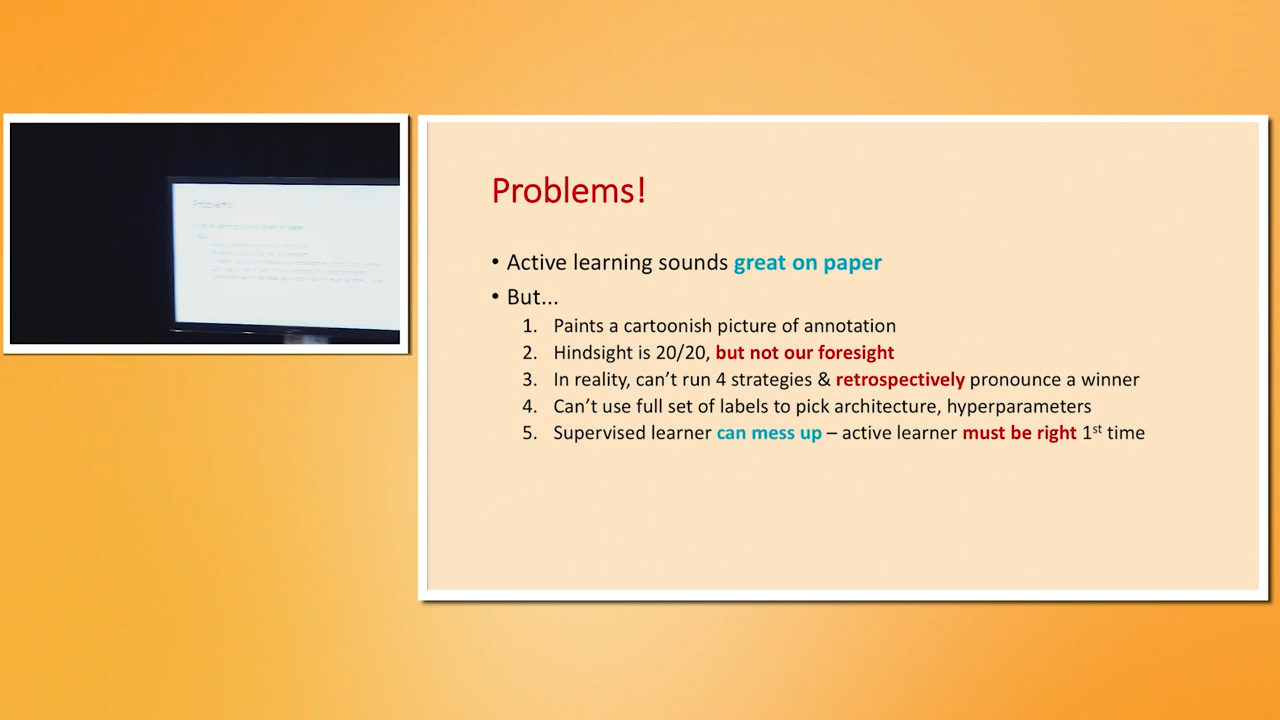 Problems!
• Active learning sounds great on paper
• But...
1. Paints a cartoonish picture of annotation
2. Hindsight is 20/20, but not our foresight
3. In reality, can't run 4 strategies & retrospectively pronounce a winner
4. Can't use full set of labels to pick architecture, hyperparameters
5. Supervised learner can mess up – active learner must be right 1st time